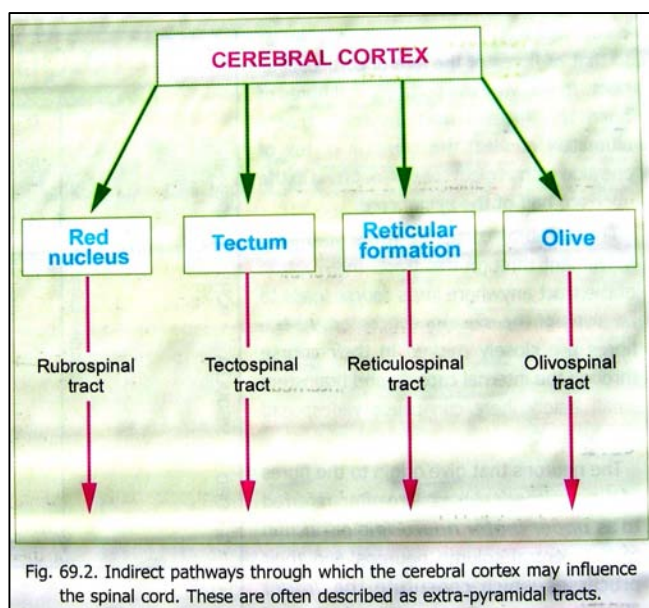 CEREBRAL CORTEX
Red
nucleus
Tectum
Reticular
formation
Olive
Rubrospinal
tract
Tectospinal
tract
Reticulospinal
tract
Olivospinal
tract
Fig. 69.2. Indirect pathways through which the cerebral cortex may influence
the spinal cord. These are often described as extra-pyramidal tracts.